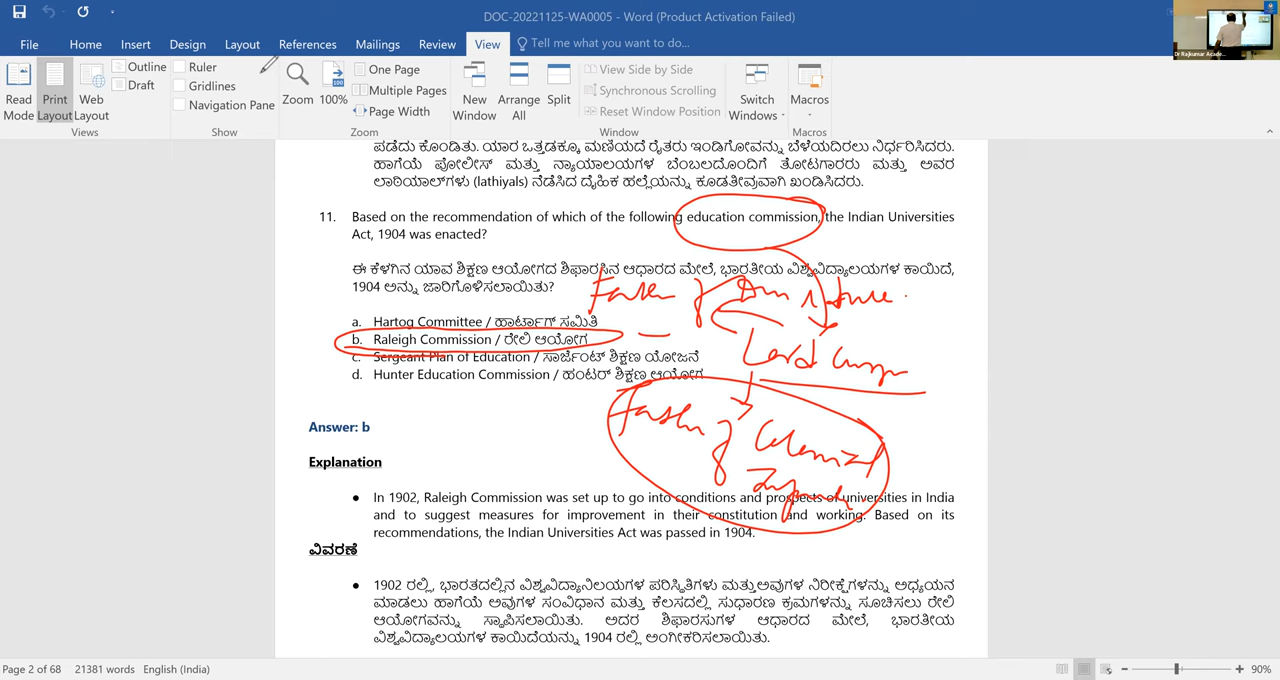 DOC-20221125-WA0005 - Word (Product Activation Failed)
File Home Insert Design Layout References Mailings Review View Tell me what you want to do...
Read Mode
Print Layout
Web Layout
Outline
Draft
Views
Ruler
Gridlines
Navigation Pane
Show
Zoom
100%
One Page
Multiple Pages
Page Width
Zoom
New Window
Arrange All
Split
View Side by Side
Synchronous Scrolling
Reset Window Position
Window
Switch Windows
Macros
Macros
Dr Rajkumar Acade...
ಪಡೆದು ಕೊಂಡಿತು. ಯಾರ ಒತ್ತಡಕ್ಕೂ ಮಣಿಯದೆ ರೈತರು ಇಂಡಿಗೋವನ್ನು ಬೆಳೆಯದಿರಲು ನಿರ್ಧರಿಸಿದರು.
ಹಾಗೆಯೆ ಪೋಲೀಸ್ ಮತ್ತು ನ್ಯಾಯಾಲಯಗಳ ಬೆಂಬಲದೊಂದಿಗೆ ತೋಟಗಾರರು ಮತ್ತು ಅವರ
ಲಾಠಿಯಾಲ್‌ಗಳು (lathiyals) ನೆಡೆಸಿದ ದೈಹಿಕ ಹಲ್ಲೆಯನ್ನು ಕೂಡತೀವ್ರವಾಗಿ ಖಂಡಿಸಿದರು.
11. Based on the recommendation of which of the following education commission, the Indian Universities
Act, 1904 was enacted?
ಈ ಕೆಳಗಿನ ಯಾವ ಶಿಕ್ಷಣ ಆಯೋಗದ ಶಿಫಾರಸಿನ ಆಧಾರದ ಮೇಲೆ, ಭಾರತೀಯ ವಿಶ್ವವಿದ್ಯಾಲಯಗಳ ಕಾಯಿದೆ,
1904 ಅನ್ನು ಜಾರಿಗೊಳಿಸಲಾಯಿತು?
Father of
a. Hartog Committee / ಹಾರ್ಟಾಗ್ ಸಮಿತಿ
b. Raleigh Commission / ರೇಲಿ ಆಯೋಗ
Lord
c. Sergeant Plan of Education / ಸಾರ್ಜೆಂಟ್ ಶಿಕ್ಷಣ ಯೋಜನೆ
d. Hunter Education Commission / ಹಂಟರ್ ಶಿಕ್ಷಣ ಆಯೋಗ
Father of
Answer: b
Explanation
● In 1902, Raleigh Commission was set up to go into conditions and prospects of universities in India
and to suggest measures for improvement in their constitution and working. Based on its
recommendations, the Indian Universities Act was passed in 1904.
ವಿವರಣೆ
● 1902 ರಲ್ಲಿ, ಭಾರತದಲ್ಲಿನ ವಿಶ್ವವಿದ್ಯಾನಿಲಯಗಳ ಪರಿಸ್ಥಿತಿಗಳು ಮತ್ತುಅವುಗಳ ನಿರೀಕ್ಷೆಗಳನ್ನು ಅಧ್ಯಯನ
ಮಾಡಲು ಹಾಗೆಯೆ ಅವುಗಳ ಸಂವಿಧಾನ ಮತ್ತು ಕೆಲಸದಲ್ಲಿ ಸುಧಾರಣ ಕ್ರಮಗಳನ್ನು ಸೂಚಿಸಲು ರೇಲಿ
ಆಯೋಗವನ್ನು ಸ್ಥಾಪಿಸಲಾಯಿತು. ಅದರ ಶಿಫಾರಸುಗಳ ಆಧಾರದ ಮೇಲೆ, ಭಾರತೀಯ
ವಿಶ್ವವಿದ್ಯಾಲಯಗಳ ಕಾಯಿದೆಯನ್ನು 1904 ರಲ್ಲಿ ಅಂಗೀಕರಿಸಲಾಯಿತು.
Page 2 of 68 21381 words English (India) 90%